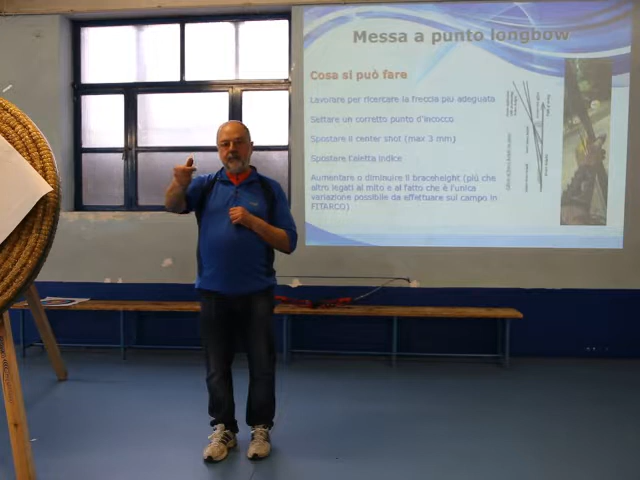 Messa a punto longbow
Cosa si può fare
Lavorare per ricercare la freccia più adeguata
Settare un corretto punto d'incocco
Spostare il center shot (max 3 mm)
Spostare l'aletta indice
Aumentare o diminuire il braceheight (più che
altro legati al mito e al fatto che è l'unica
variazione possibile da effettuare sul campo in
FITARCO)